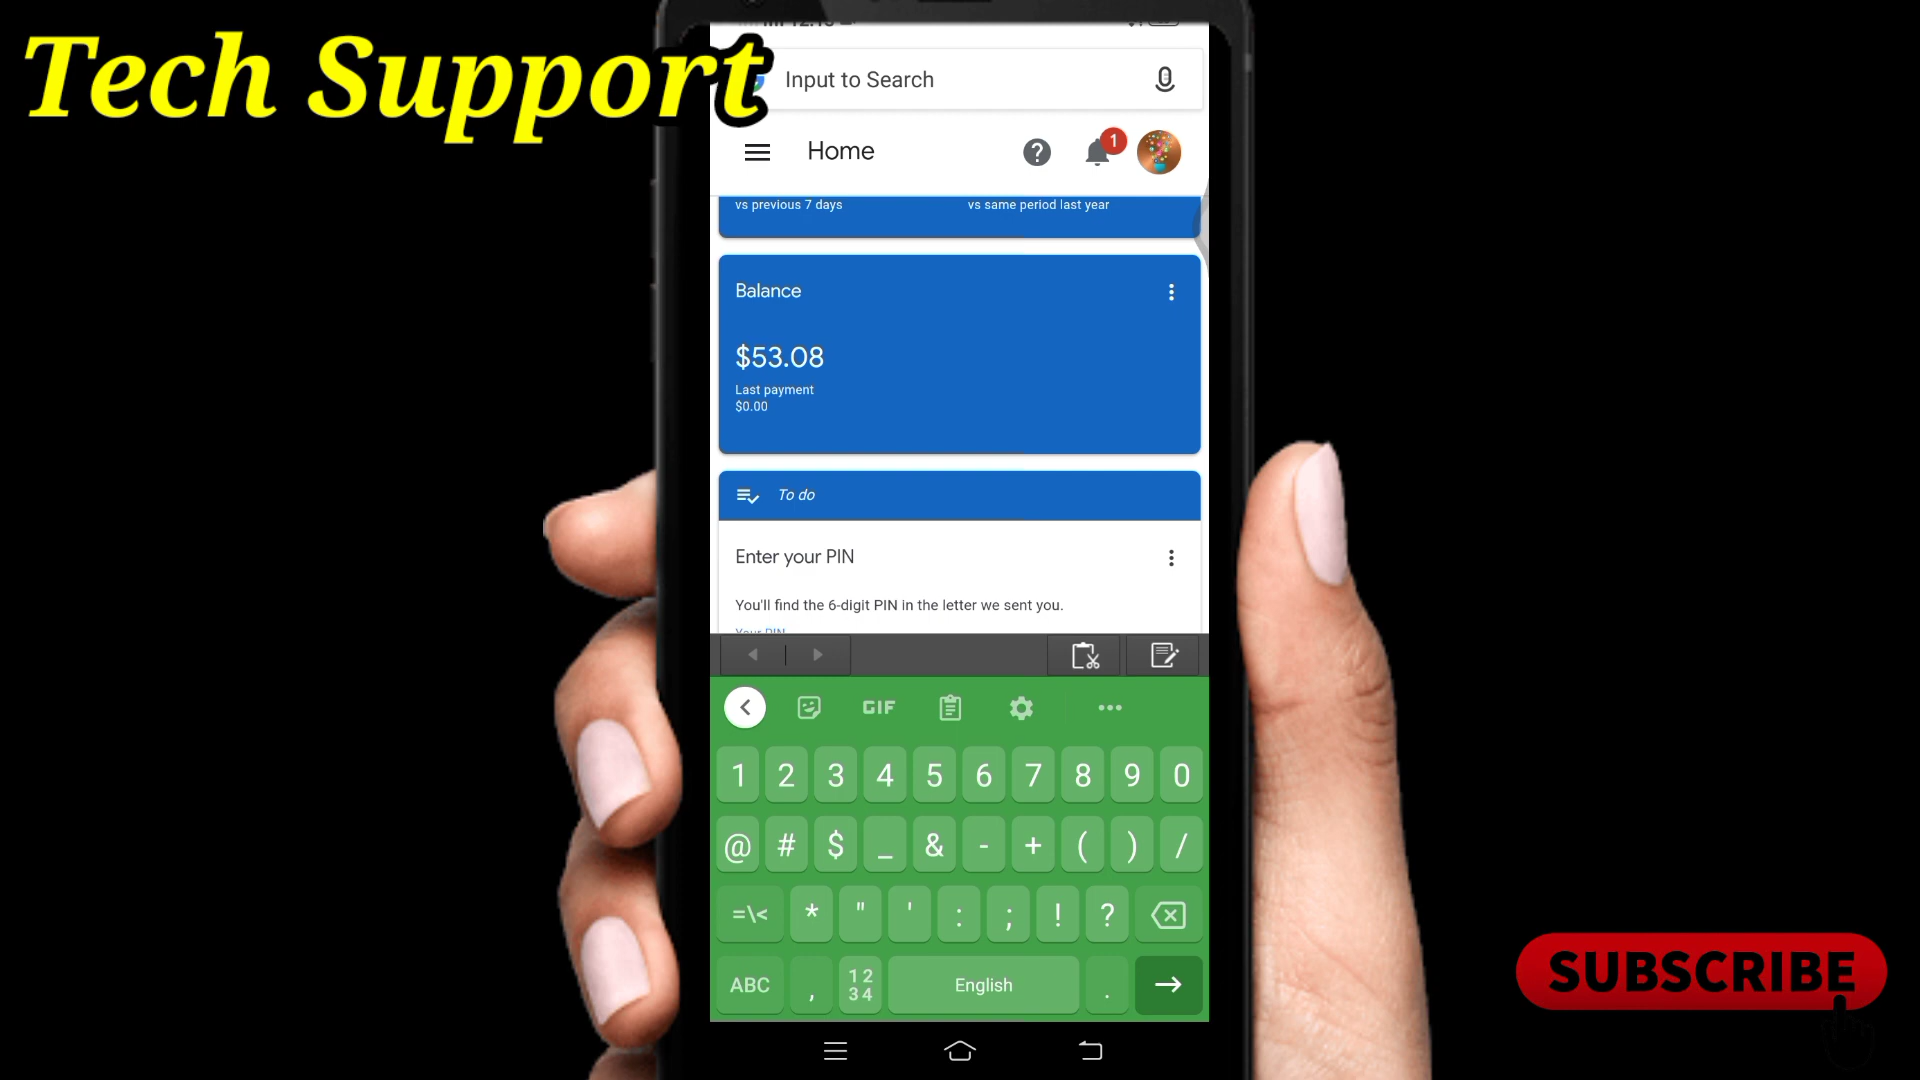 Tech Support
Input to Search
Home
1
vs previous 7 days
vs same period last year
Balance
$53.08
Last payment
$0.00
To do
Enter your PIN
You'll find the 6-digit PIN in the letter we sent you.
Your PIN
GIF
1 2 3 4 5 6 7 8 9 0
@ # $ _ & - + ( ) /
=\< * " ' : ; ! ?
ABC , 12 34 English .
SUBSCRIBE